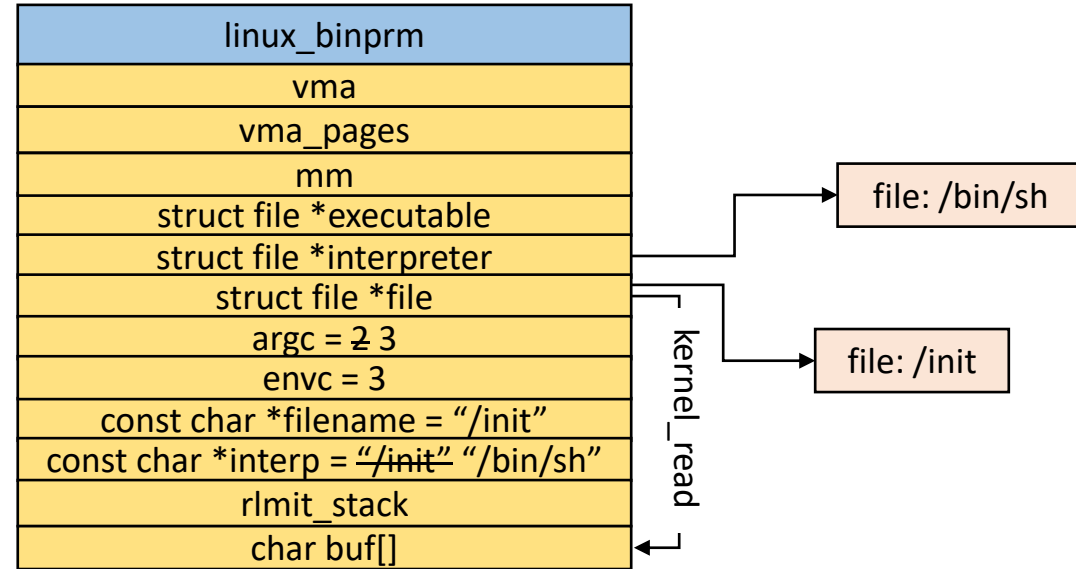 linux_binprm
vma
vma_pages
mm
struct file *executable
struct file *interpreter
struct file *file
argc = 2 3
envc = 3
const char *filename = “/init”
const char *interp = “/init” “/bin/sh”
rlmit_stack
char buf[]
kernel_read
file: /bin/sh
file: /init